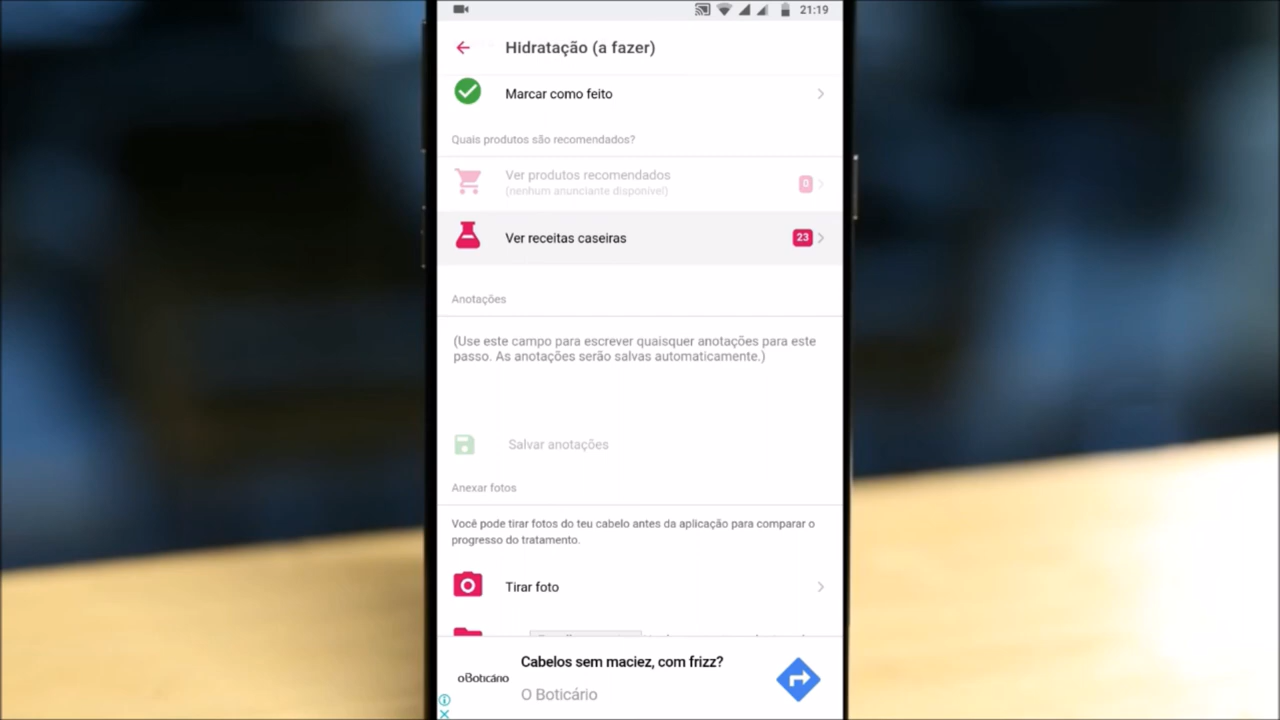 21:19
Hidratação (a fazer)
Marcar como feito
Quais produtos são recomendados?
Ver produtos recomendados
(nenhum anunciante disponível)
0
Ver receitas caseiras
23
Anotações
(Use este campo para escrever quaisquer anotações para este
passo. As anotações serão salvas automaticamente.)
Salvar anotações
Anexar fotos
Você pode tirar fotos do teu cabelo antes da aplicação para comparar o
progresso do tratamento.
Tirar foto
Cabelos sem maciez, com frizz?
oBoticário
O Boticário